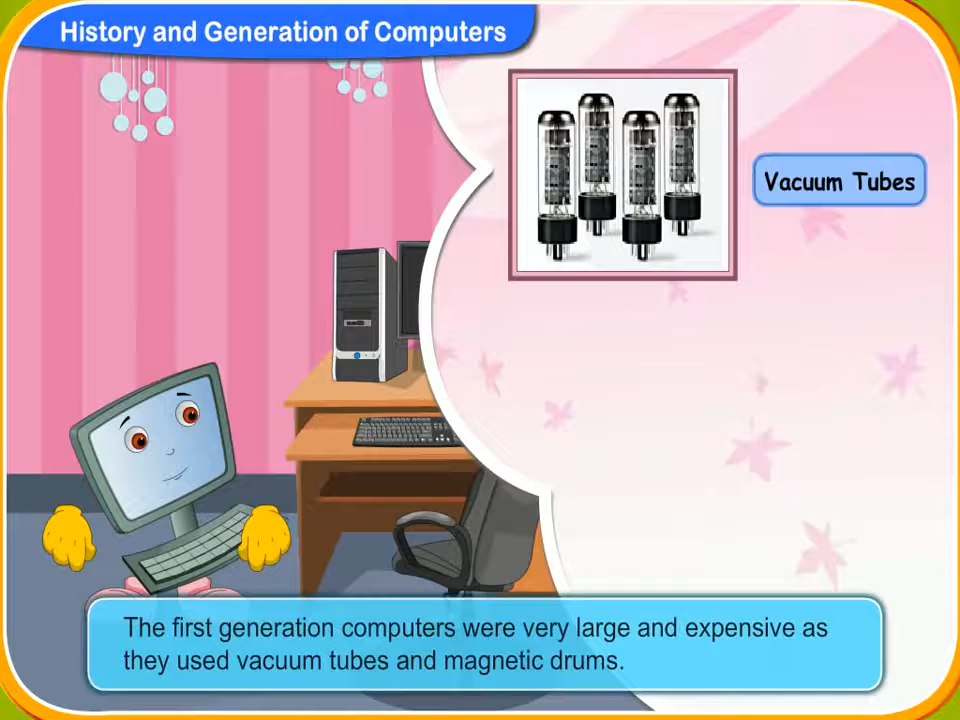 History and Generation of Computers
Vacuum Tubes
The first generation computers were very large and expensive as
they used vacuum tubes and magnetic drums.